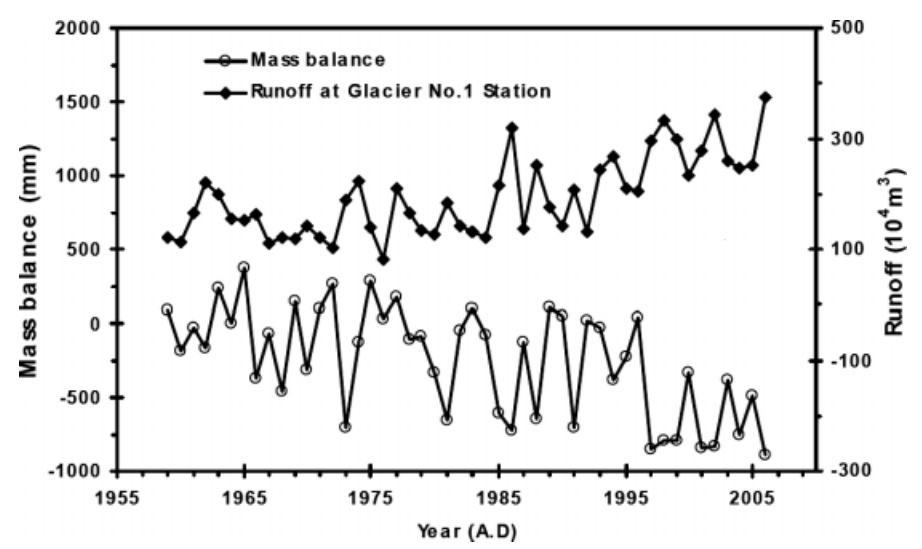 2000
1500
1000
500
0
-500
-1000
Mass balance (mm)
Mass balance
Runoff at Glacier No.1 Station
500
300
100
-100
-300
Runoff (10⁴m³)
1955 1965 1975 1985 1995 2005
Year (A.D)